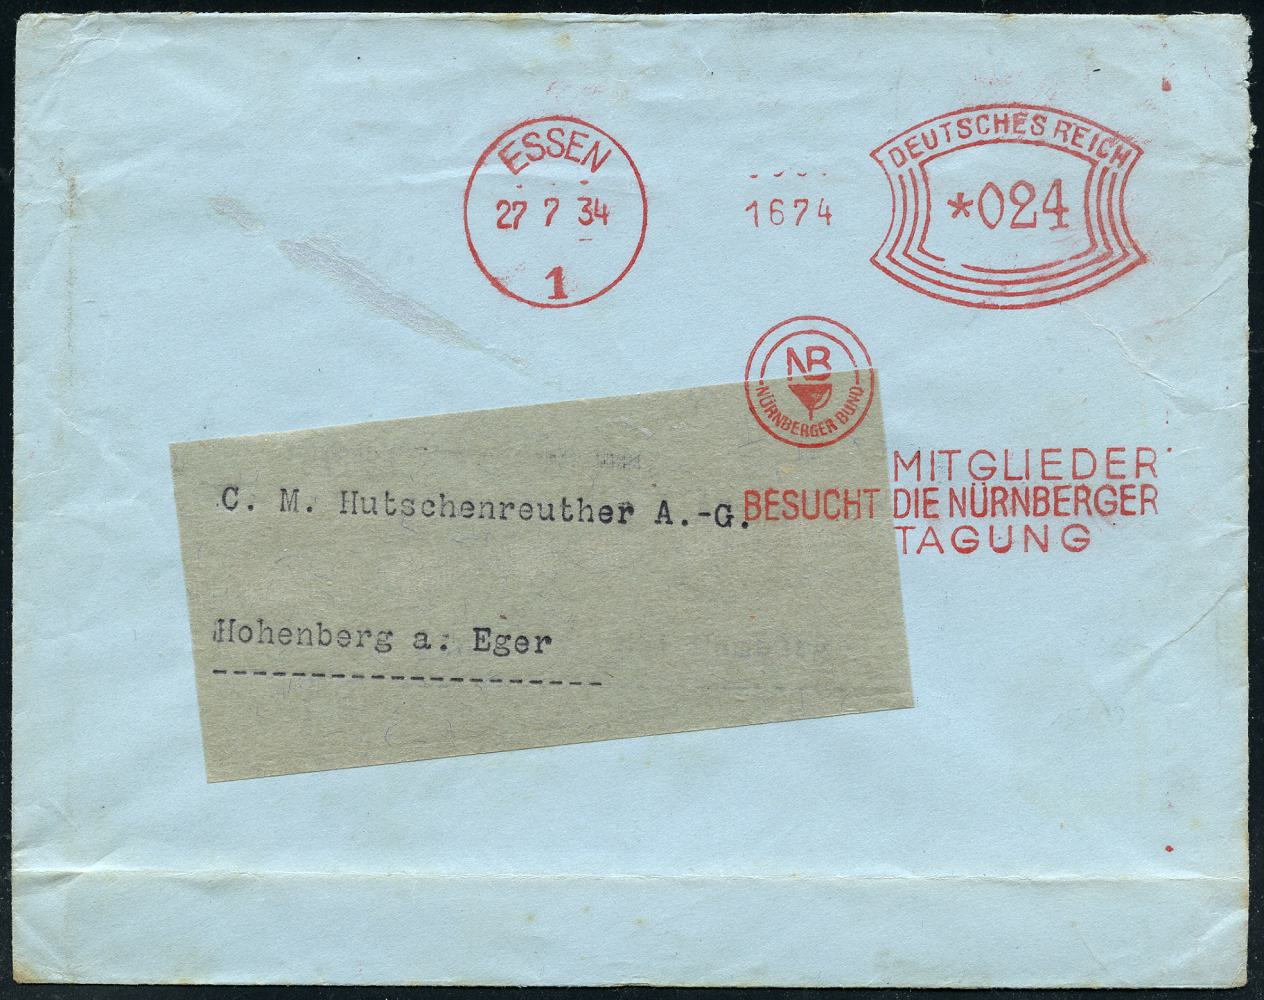 DEUTSCHES REICH
ESSEN
27 7 34
1
1674
*024
NB
NÜRNBERGER BUND
MITGLIEDER
BESUCHT DIE NÜRNBERGER
TAGUNG
C. M. Hutschenreuther A.-G.
Hohenberg a. Eger